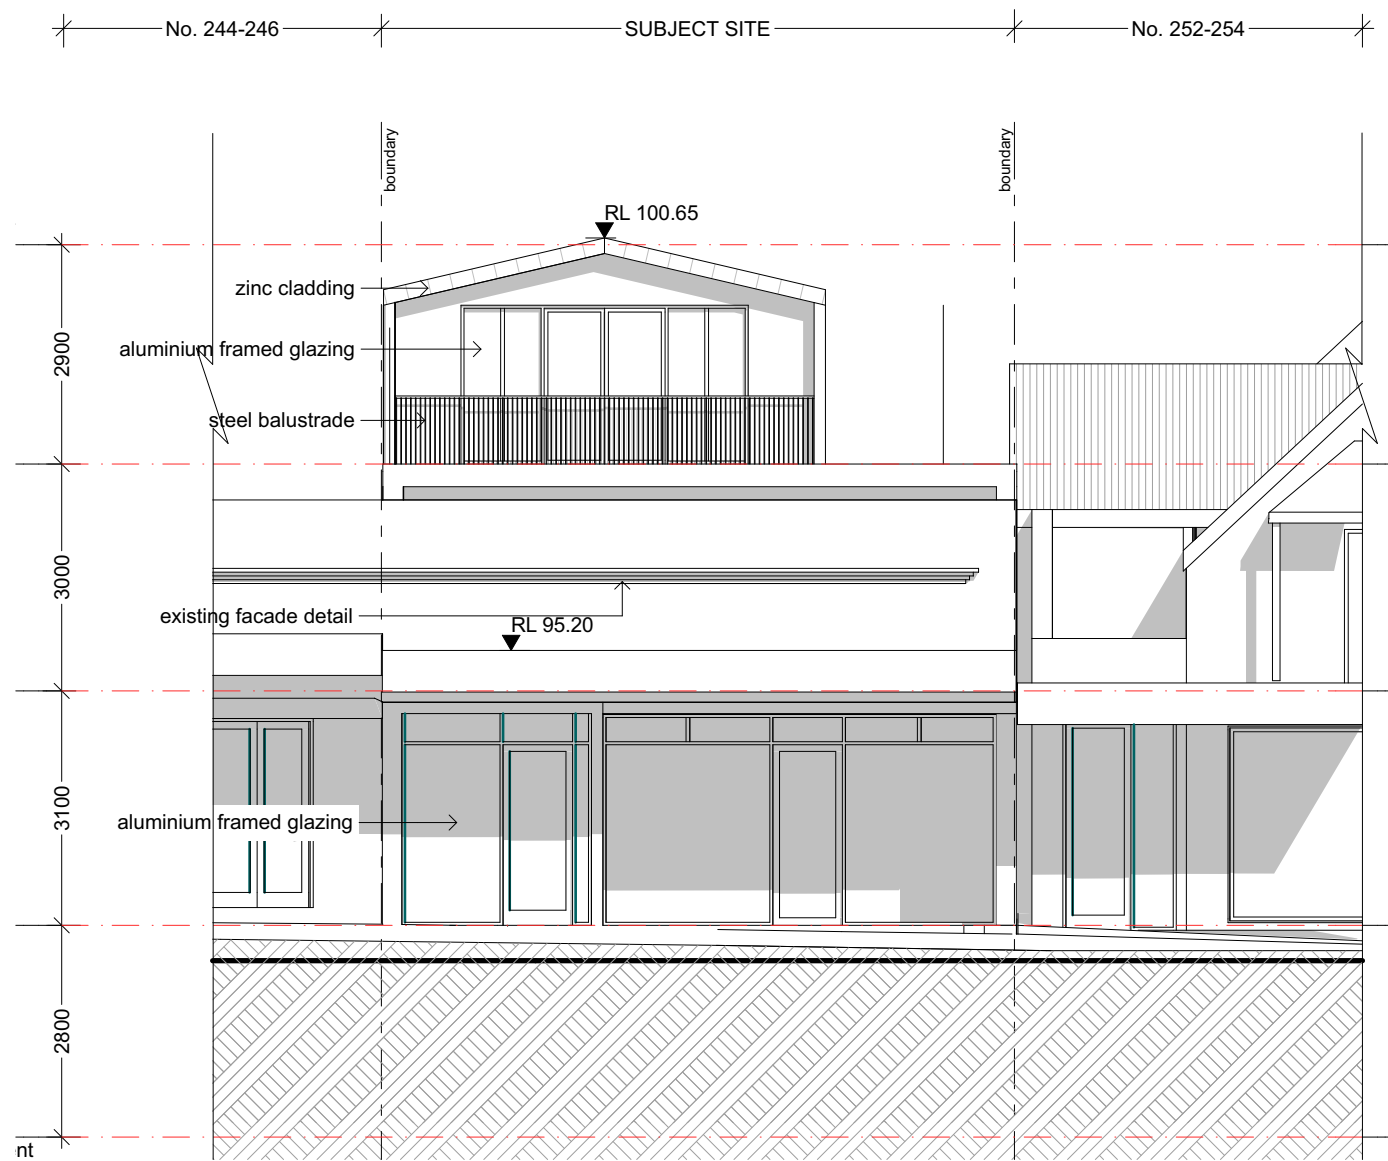 No. 244-246
SUBJECT SITE
No. 252-254
boundary
boundary
RL 100.65
zinc cladding
aluminium framed glazing
2900
steel balustrade
3000
existing facade detail
RL 95.20
3100
aluminium framed glazing
2800
nt